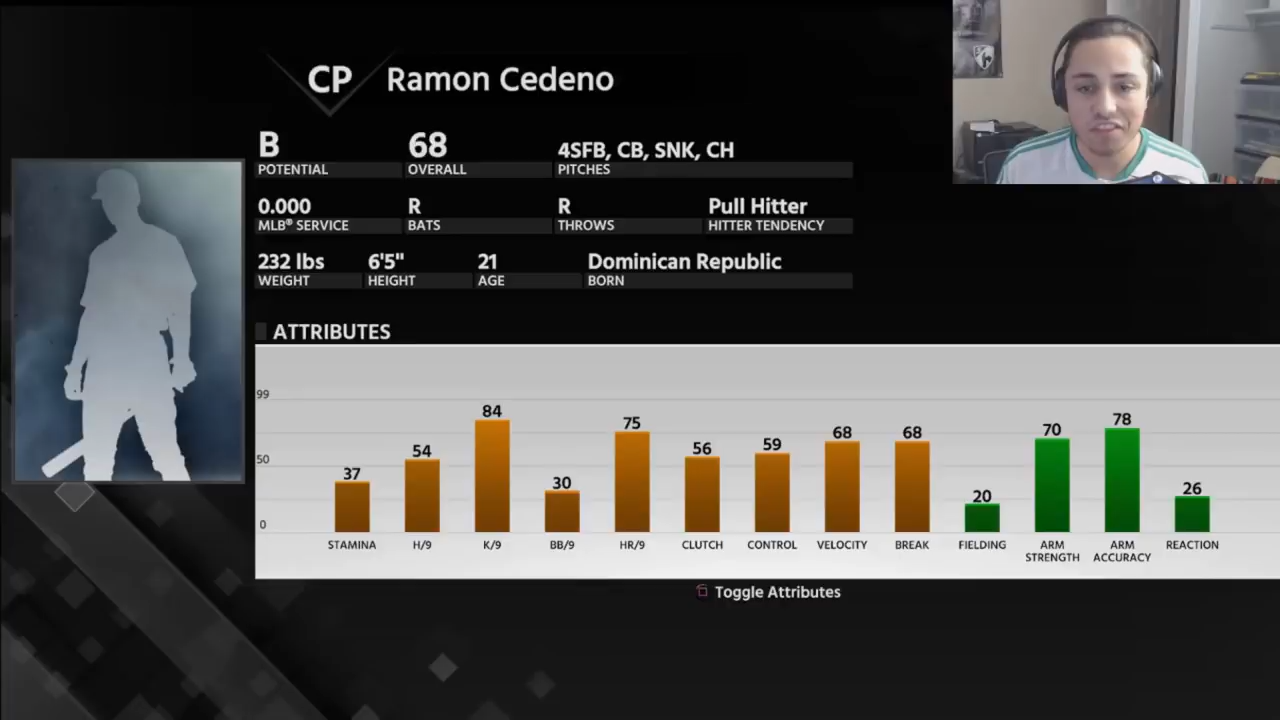 CP Ramon Cedeno
B 68 4SFB, CB, SNK, CH
POTENTIAL OVERALL PITCHES
0.000 R R Pull Hitter
MLB® SERVICE BATS THROWS HITTER TENDENCY
232 lbs 6'5" 21 Dominican Republic
WEIGHT HEIGHT AGE BORN
ATTRIBUTES
99
50
0
37 54 84 30 75 56 59 68 68 20 70 78 26
STAMINA H/9 K/9 BB/9 HR/9 CLUTCH CONTROL VELOCITY BREAK FIELDING ARM STRENGTH ARM ACCURACY REACTION
Toggle Attributes